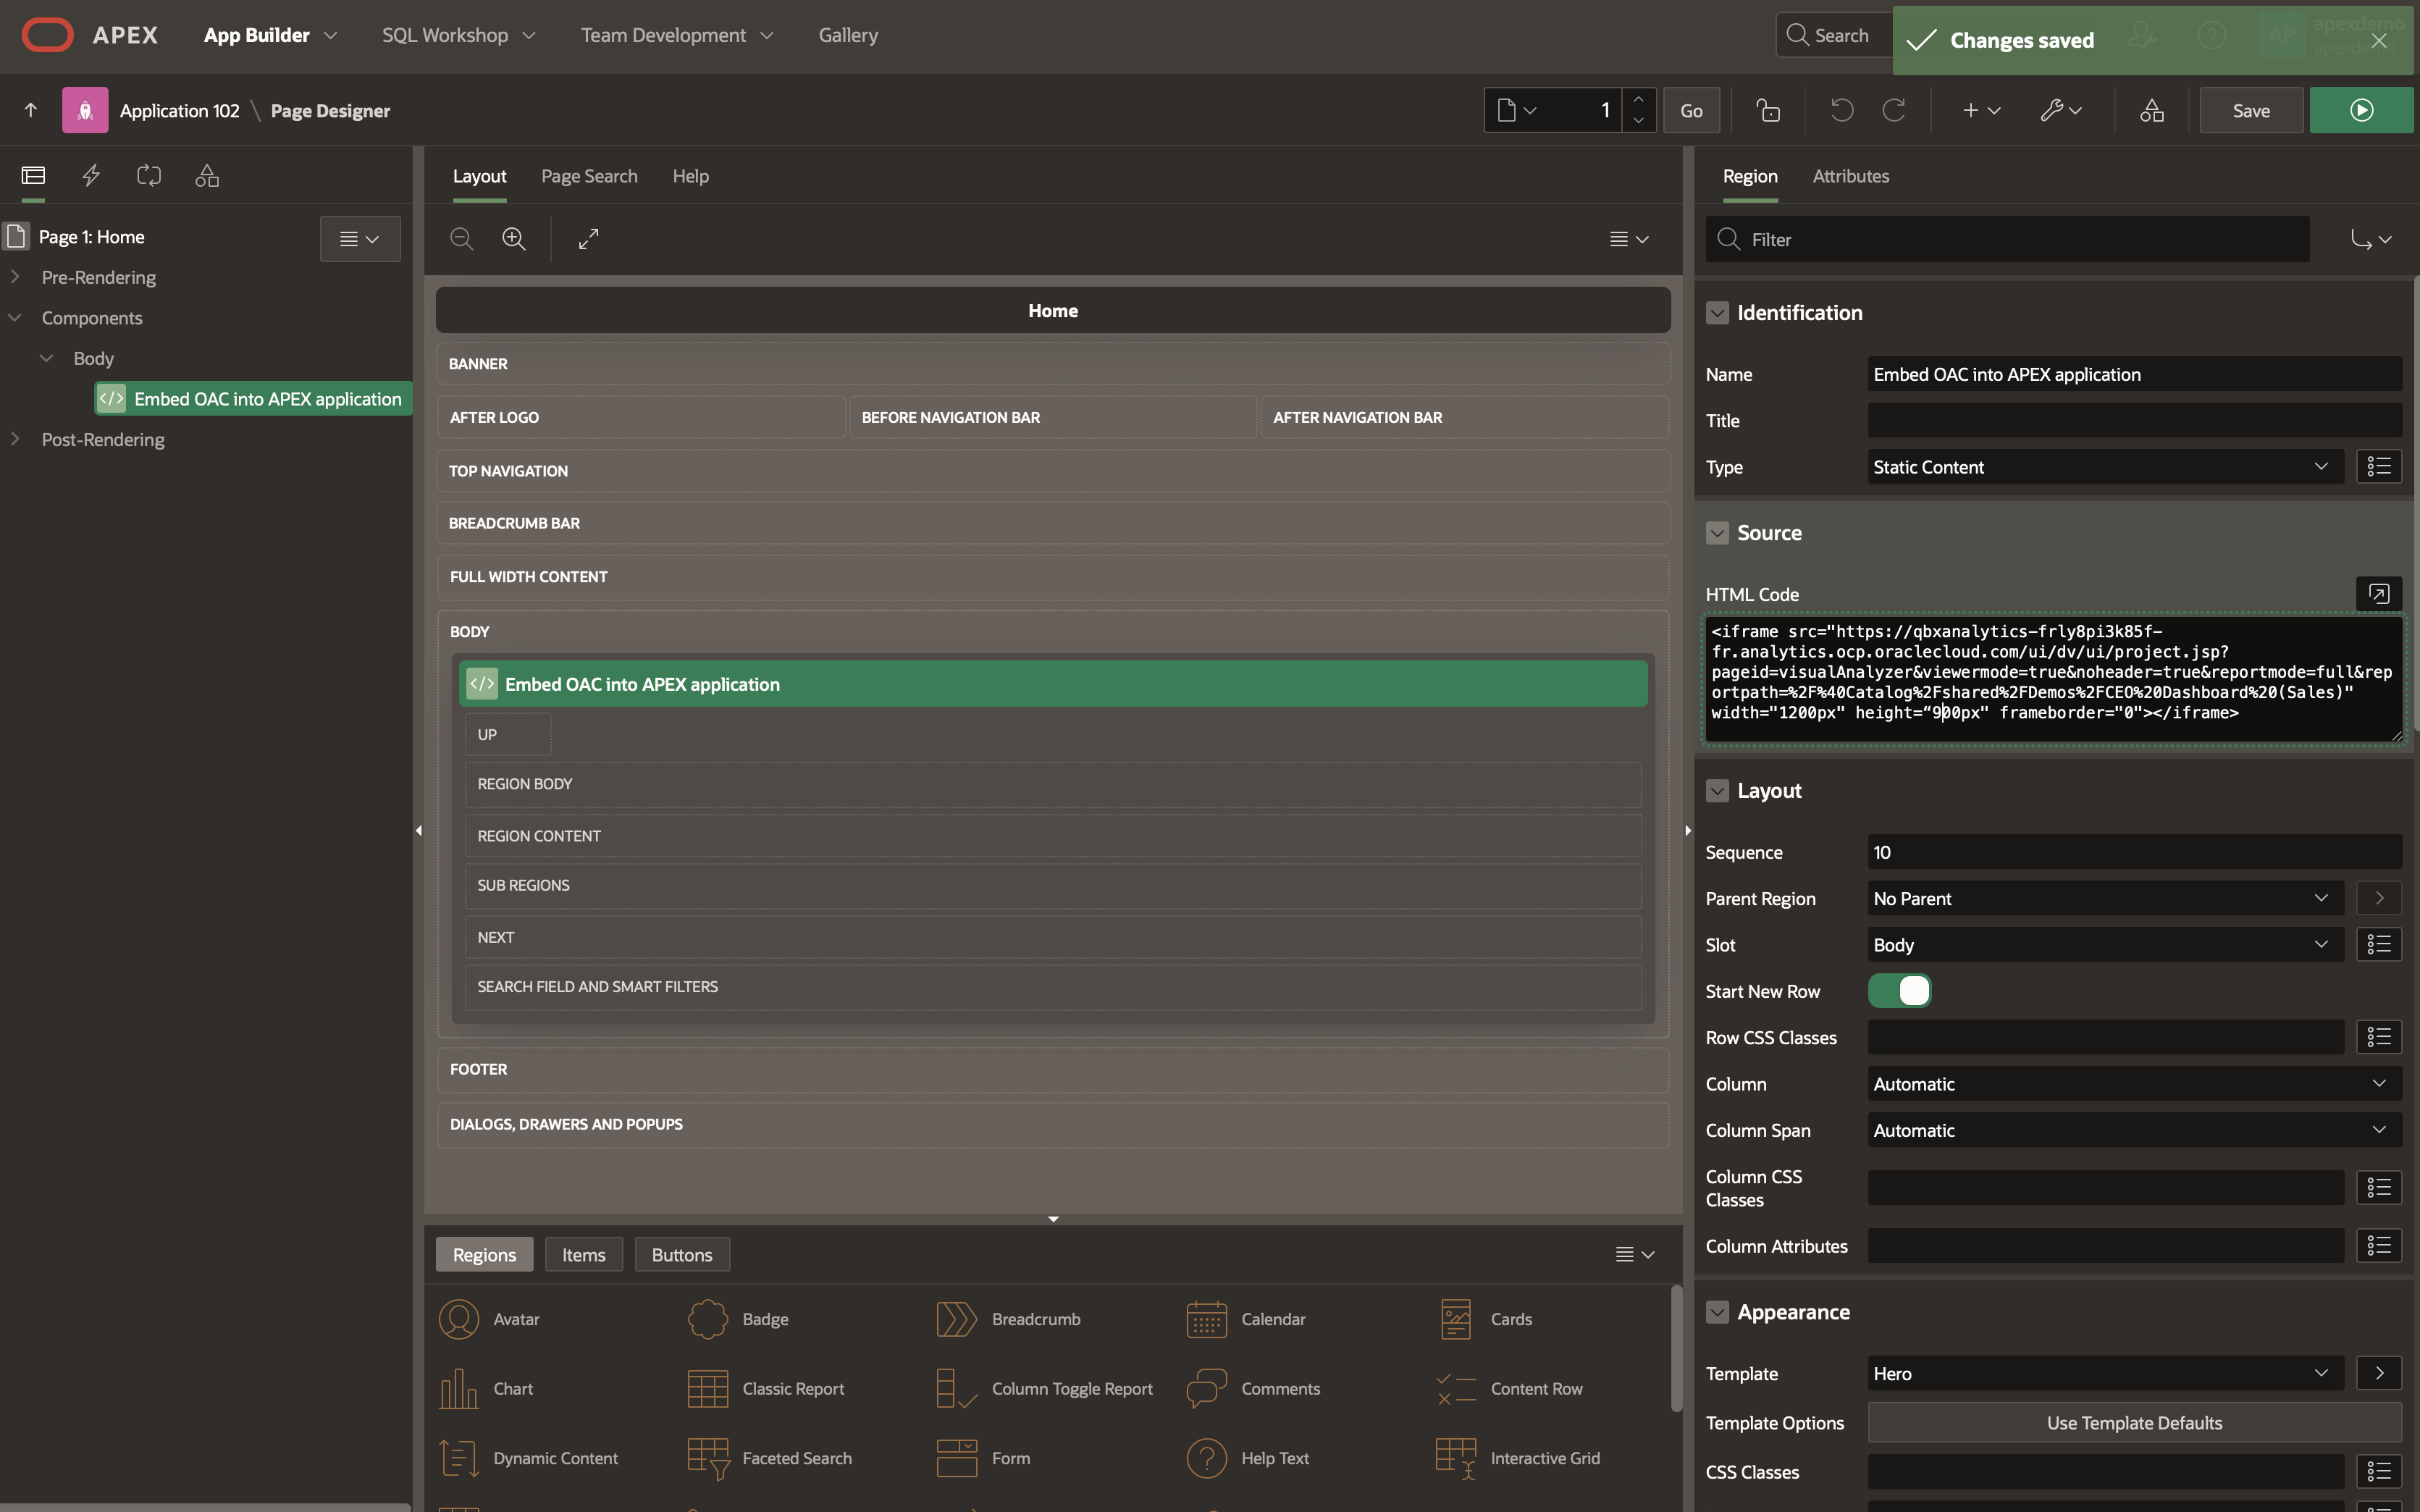 APEX App Builder SQL Workshop Team Development Gallery Search Changes saved
Application 102 \ Page Designer 1 Go Save
Layout Page Search Help
Region Attributes
Page 1: Home
Filter
Pre-Rendering
Components
Body
Embed OAC into APEX application
Post-Rendering
Home
BANNER
AFTER LOGO BEFORE NAVIGATION BAR AFTER NAVIGATION BAR
TOP NAVIGATION
BREADCRUMB BAR
FULL WIDTH CONTENT
BODY
Embed OAC into APEX application
UP
REGION BODY
REGION CONTENT
SUB REGIONS
NEXT
SEARCH FIELD AND SMART FILTERS
FOOTER
DIALOGS, DRAWERS AND POPUPS
Regions Items Buttons
Avatar Badge Breadcrumb Calendar Cards
Chart Classic Report Column Toggle Report Comments Content Row
Dynamic Content Faceted Search Form Help Text Interactive Grid
Identification
Name Embed OAC into APEX application
Title
Type Static Content
Source
HTML Code
<iframe src="https://qbxanalytics-frly8pi3k85f-
fr.analytics.ocp.oraclecloud.com/ui/dv/ui/project.jsp?
pageid=visualAnalyzer&viewermode=true&noheader=true&reportmode=full&rep
ortpath=%2F%40Catalog%2Fshared%2FDemos%2FCEO%20Dashboard%20(Sales)"
width="1200px" height=“900px" frameborder="0"></iframe>
Layout
Sequence 10
Parent Region No Parent
Slot Body
Start New Row
Row CSS Classes
Column Automatic
Column Span Automatic
Column CSS
Classes
Column Attributes
Appearance
Template Hero
Template Options Use Template Defaults
CSS Classes